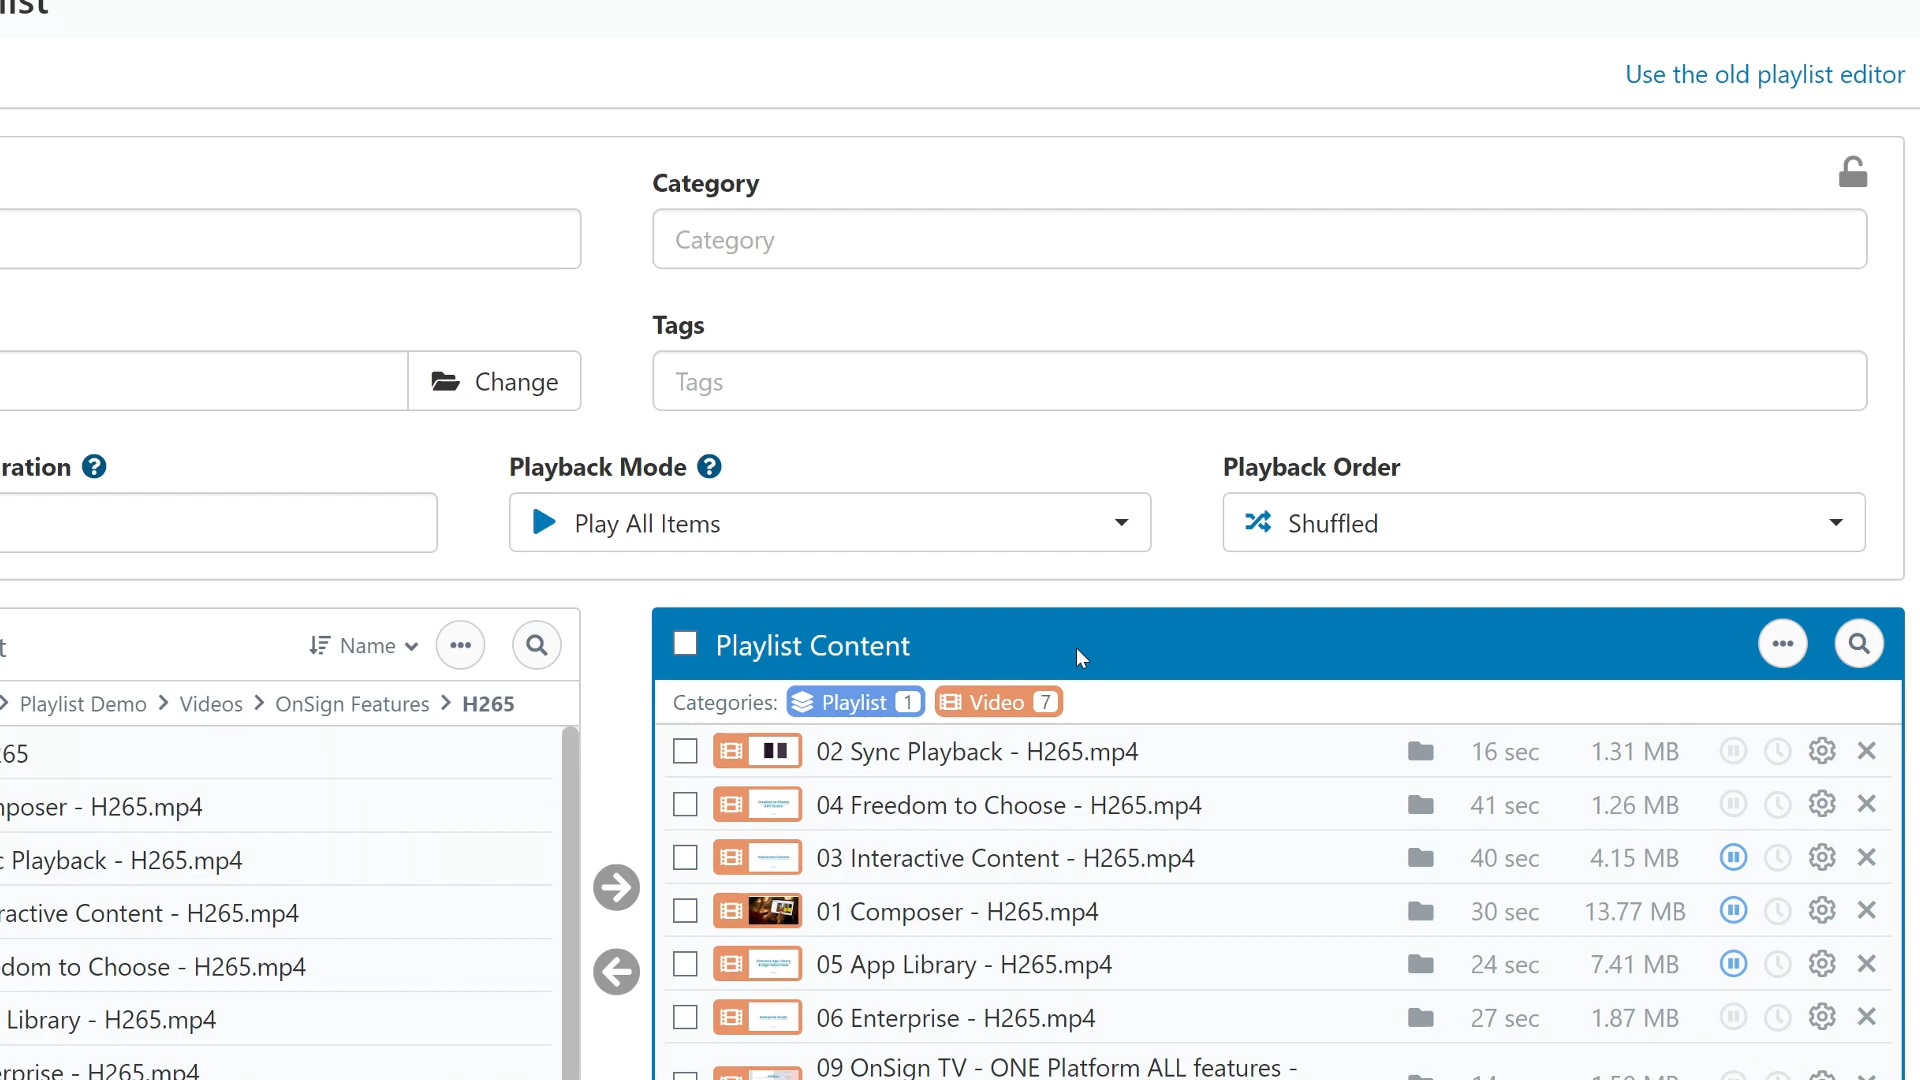 Use the old playlist editor
Category
Category
Tags
Change
Tags
ration ?
Playback Mode ?
Playback Order
Play All Items
Shuffled
t
Name
Playlist Content
Playlist Demo > Videos > OnSign Features > H265
Categories: Playlist 1 Video 7
65
02 Sync Playback - H265.mp4 16 sec 1.31 MB
nposer - H265.mp4
04 Freedom to Choose - H265.mp4 41 sec 1.26 MB
c Playback - H265.mp4
03 Interactive Content - H265.mp4 40 sec 4.15 MB
ractive Content - H265.mp4
01 Composer - H265.mp4 30 sec 13.77 MB
dom to Choose - H265.mp4
05 App Library - H265.mp4 24 sec 7.41 MB
Library - H265.mp4
06 Enterprise - H265.mp4 27 sec 1.87 MB
erprise - H265.mp4
09 OnSign TV - ONE Platform ALL features -